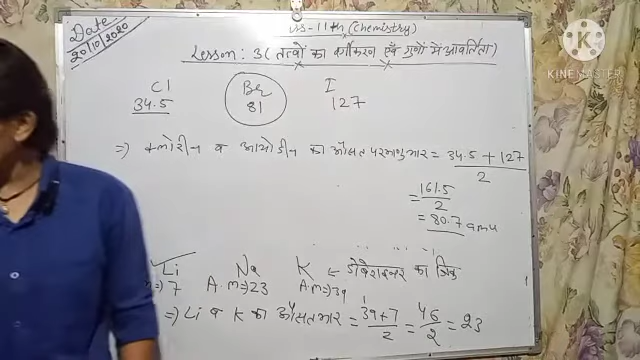 Date
20/10/2020
11th (Chemistry)
Lesson: 3 ( तत्वों का वर्गीकरण एवं गुणों में आवर्तिता)
Cl Br I
34.5 81 127
=> क्लोरीन व आयोडीन का औसत परमाणुभार = 34.5 + 127 / 2
= 161.5 / 2
= 80.7 amu
Li Na K <= डोबेराइनर का त्रिक
=> 7 A.m=>23 A.m=>39
=> Li व K का औसत भार = 39+7 / 2 = 46 / 2 = 23
KINEMASTER